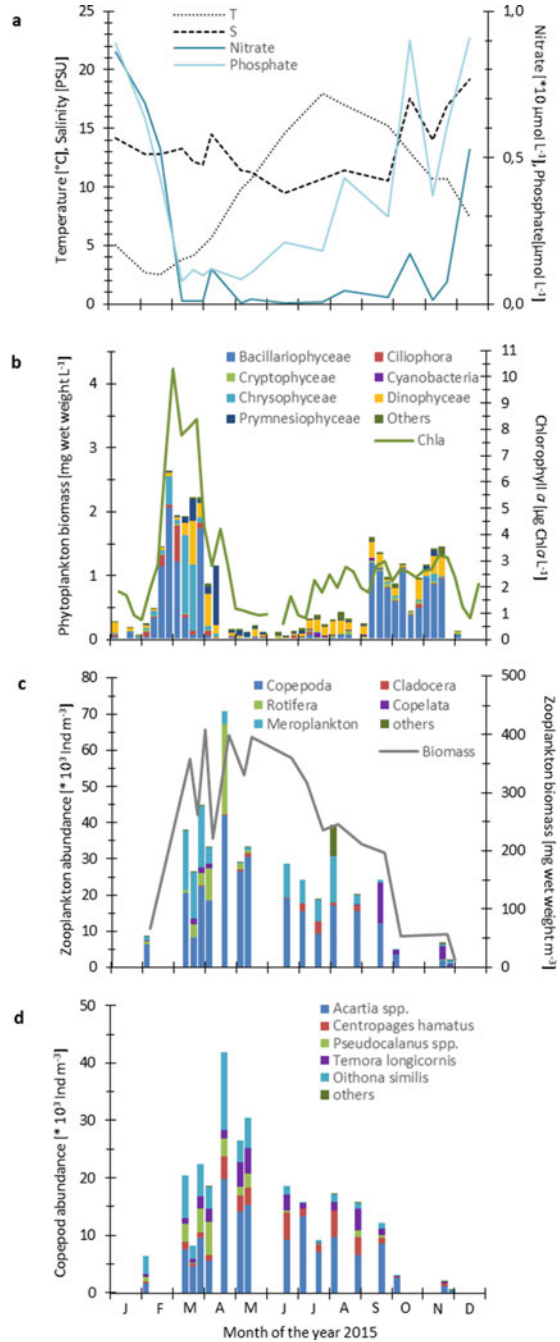 a
T
S
Nitrate
Phosphate
25
20
15
10
5
0
Temperature [°C], Salinity [PSU]
1,0
0,5
0,0
Nitrate [*10 µmol L⁻¹], Phosphate[µmol L⁻¹]
b
Bacillariophyceae
Ciliophora
Cryptophyceae
Cyanobacteria
Chrysophyceae
Dinophyceae
Prymnesiophyceae
Others
Chla
4
3
2
1
0
Phytoplankton biomass [mg wet weight L⁻¹]
11
10
9
8
7
6
5
4
3
2
1
0
Chlorophyll a [µg Chla L⁻¹]
c
Copepoda
Cladocera
Rotifera
Copelata
Meroplankton
others
Biomass
80
70
60
50
40
30
20
10
0
Zooplankton abundance [* 10³ Ind m⁻³]
500
400
300
200
100
0
Zooplankton biomass [mg wet weight m⁻³]
d
Acartia spp.
Centropages hamatus
Pseudocalanus spp.
Temora longicornis
Oithona similis
others
50
40
30
20
10
0
Copepod abundance [* 10³ Ind m⁻³]
J F M A M J J A S O N D
Month of the year 2015